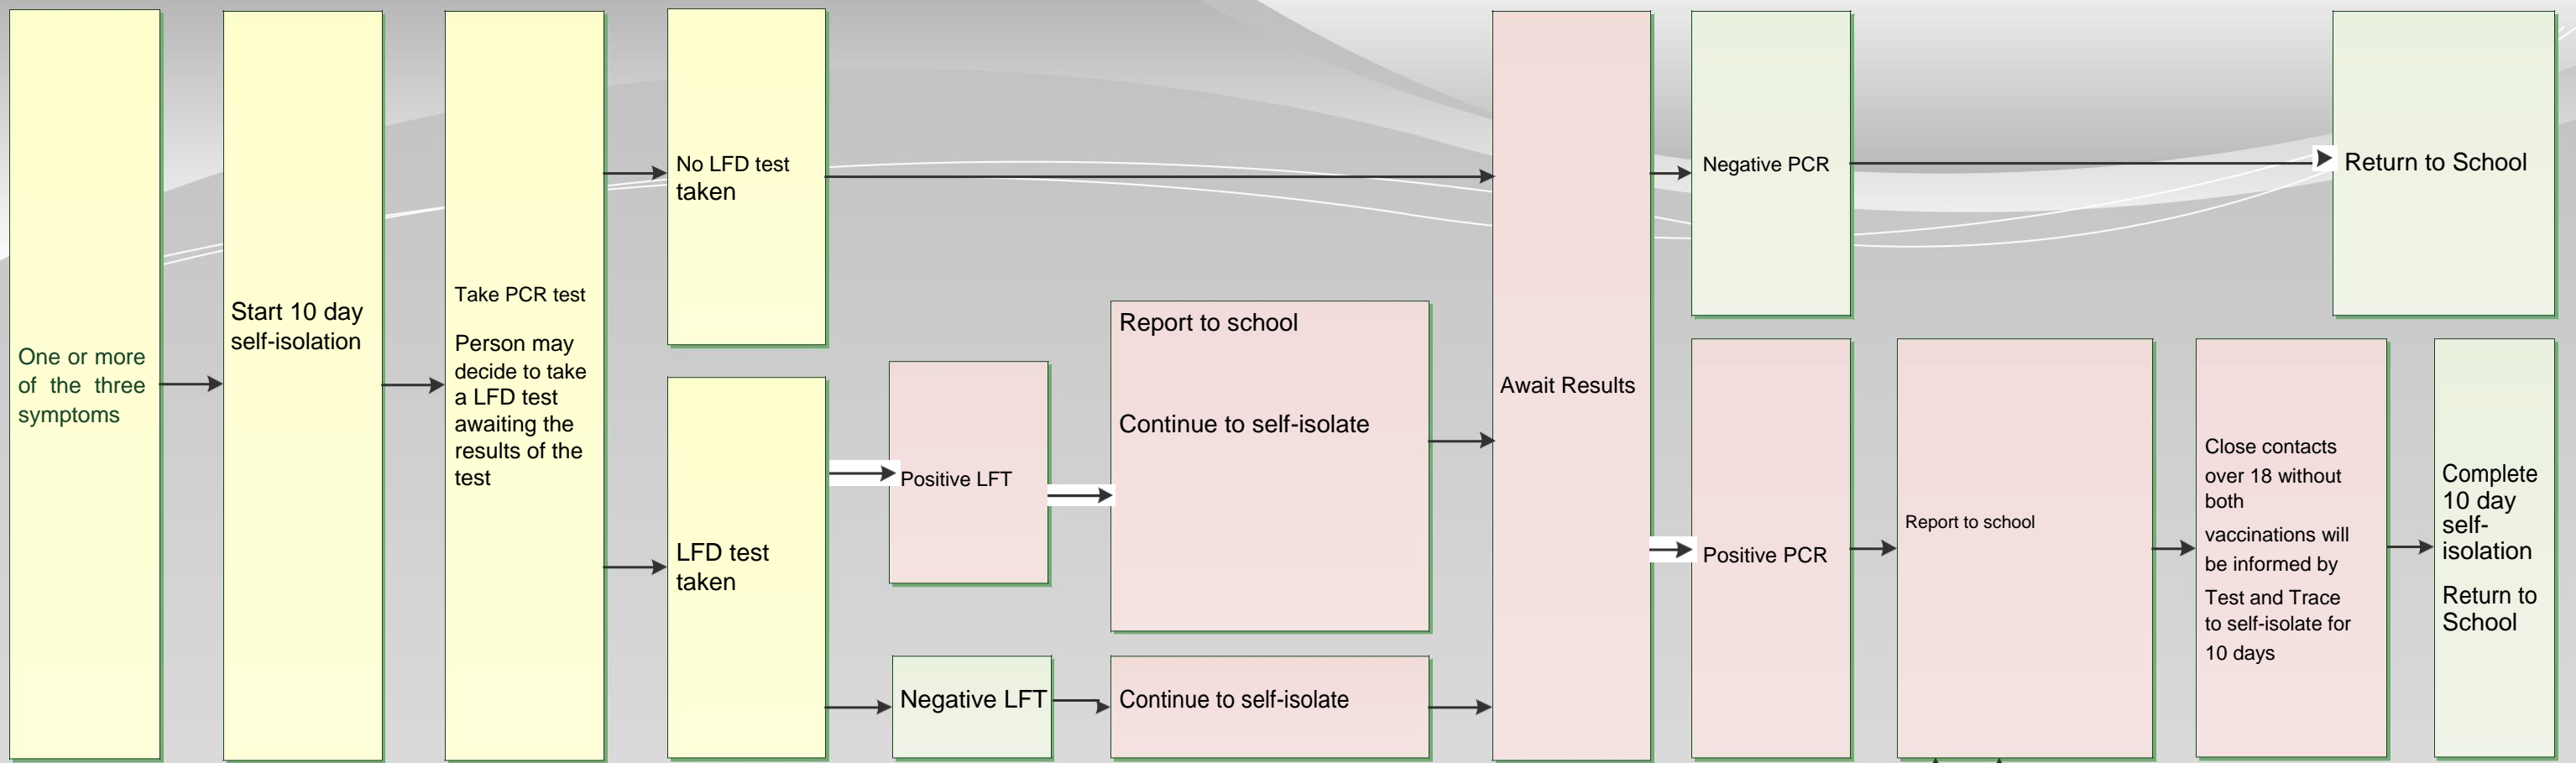 One or more
of the three
symptoms
Start 10 day
self-isolation
Take PCR test
Person may
decide to take
a LFD test
awaiting the
results of the
test
No LFD test
taken
LFD test
taken
Positive LFT
Negative LFT
Report to school
Continue to self-isolate
Continue to self-isolate
Await Results
Negative PCR
Return to School
Positive PCR
Report to school
Close contacts
over 18 without
both
vaccinations will
be informed by
Test and Trace
to self-isolate for
10 days
Complete
10 day
self-
isolation
Return to
School